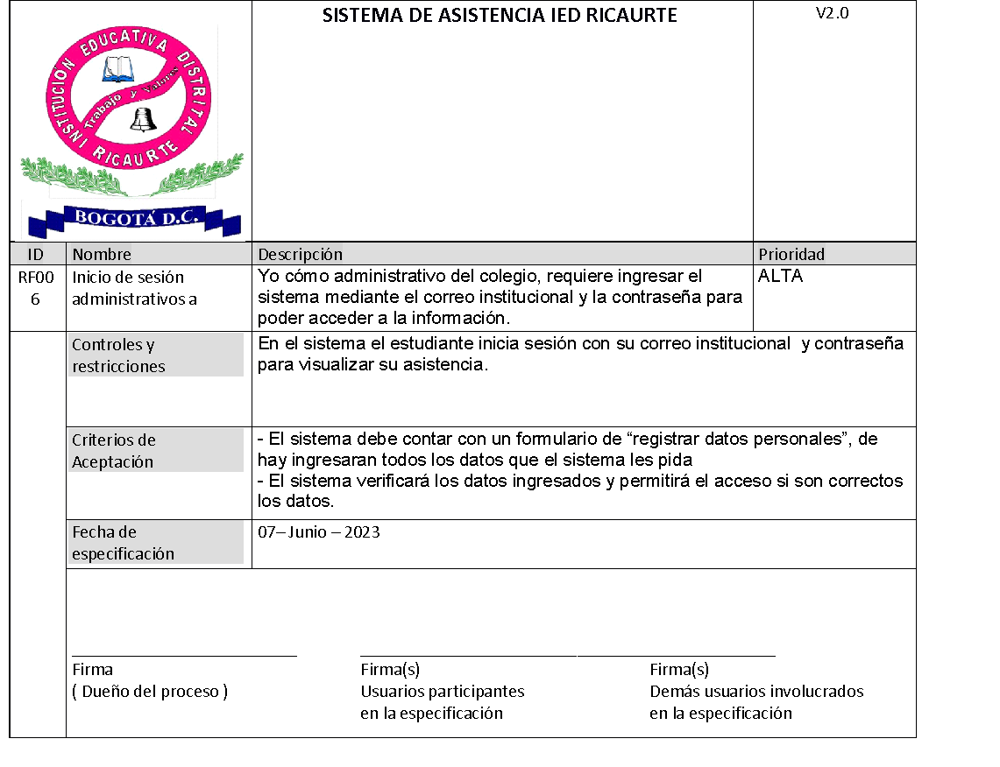 SISTEMA DE ASISTENCIA IED RICAURTE
V2.0
INSTITUCIÓN EDUCATIVA DISTRITAL
RICAURTE
Trabajo y Valores
BOGOTÁ D.C.
ID
Nombre
Descripción
Prioridad
RF00
6
Inicio de sesión
administrativos a
Yo cómo administrativo del colegio, requiere ingresar el
sistema mediante el correo institucional y la contraseña para
poder acceder a la información.
ALTA
Controles y
restricciones
En el sistema el estudiante inicia sesión con su correo institucional y contraseña
para visualizar su asistencia.
Criterios de
Aceptación
- El sistema debe contar con un formulario de “registrar datos personales”, de
hay ingresaran todos los datos que el sistema les pida
- El sistema verificará los datos ingresados y permitirá el acceso si son correctos
los datos.
Fecha de
especificación
07– Junio – 2023
Firma
( Dueño del proceso )
Firma(s)
Usuarios participantes
en la especificación
Firma(s)
Demás usuarios involucrados
en la especificación